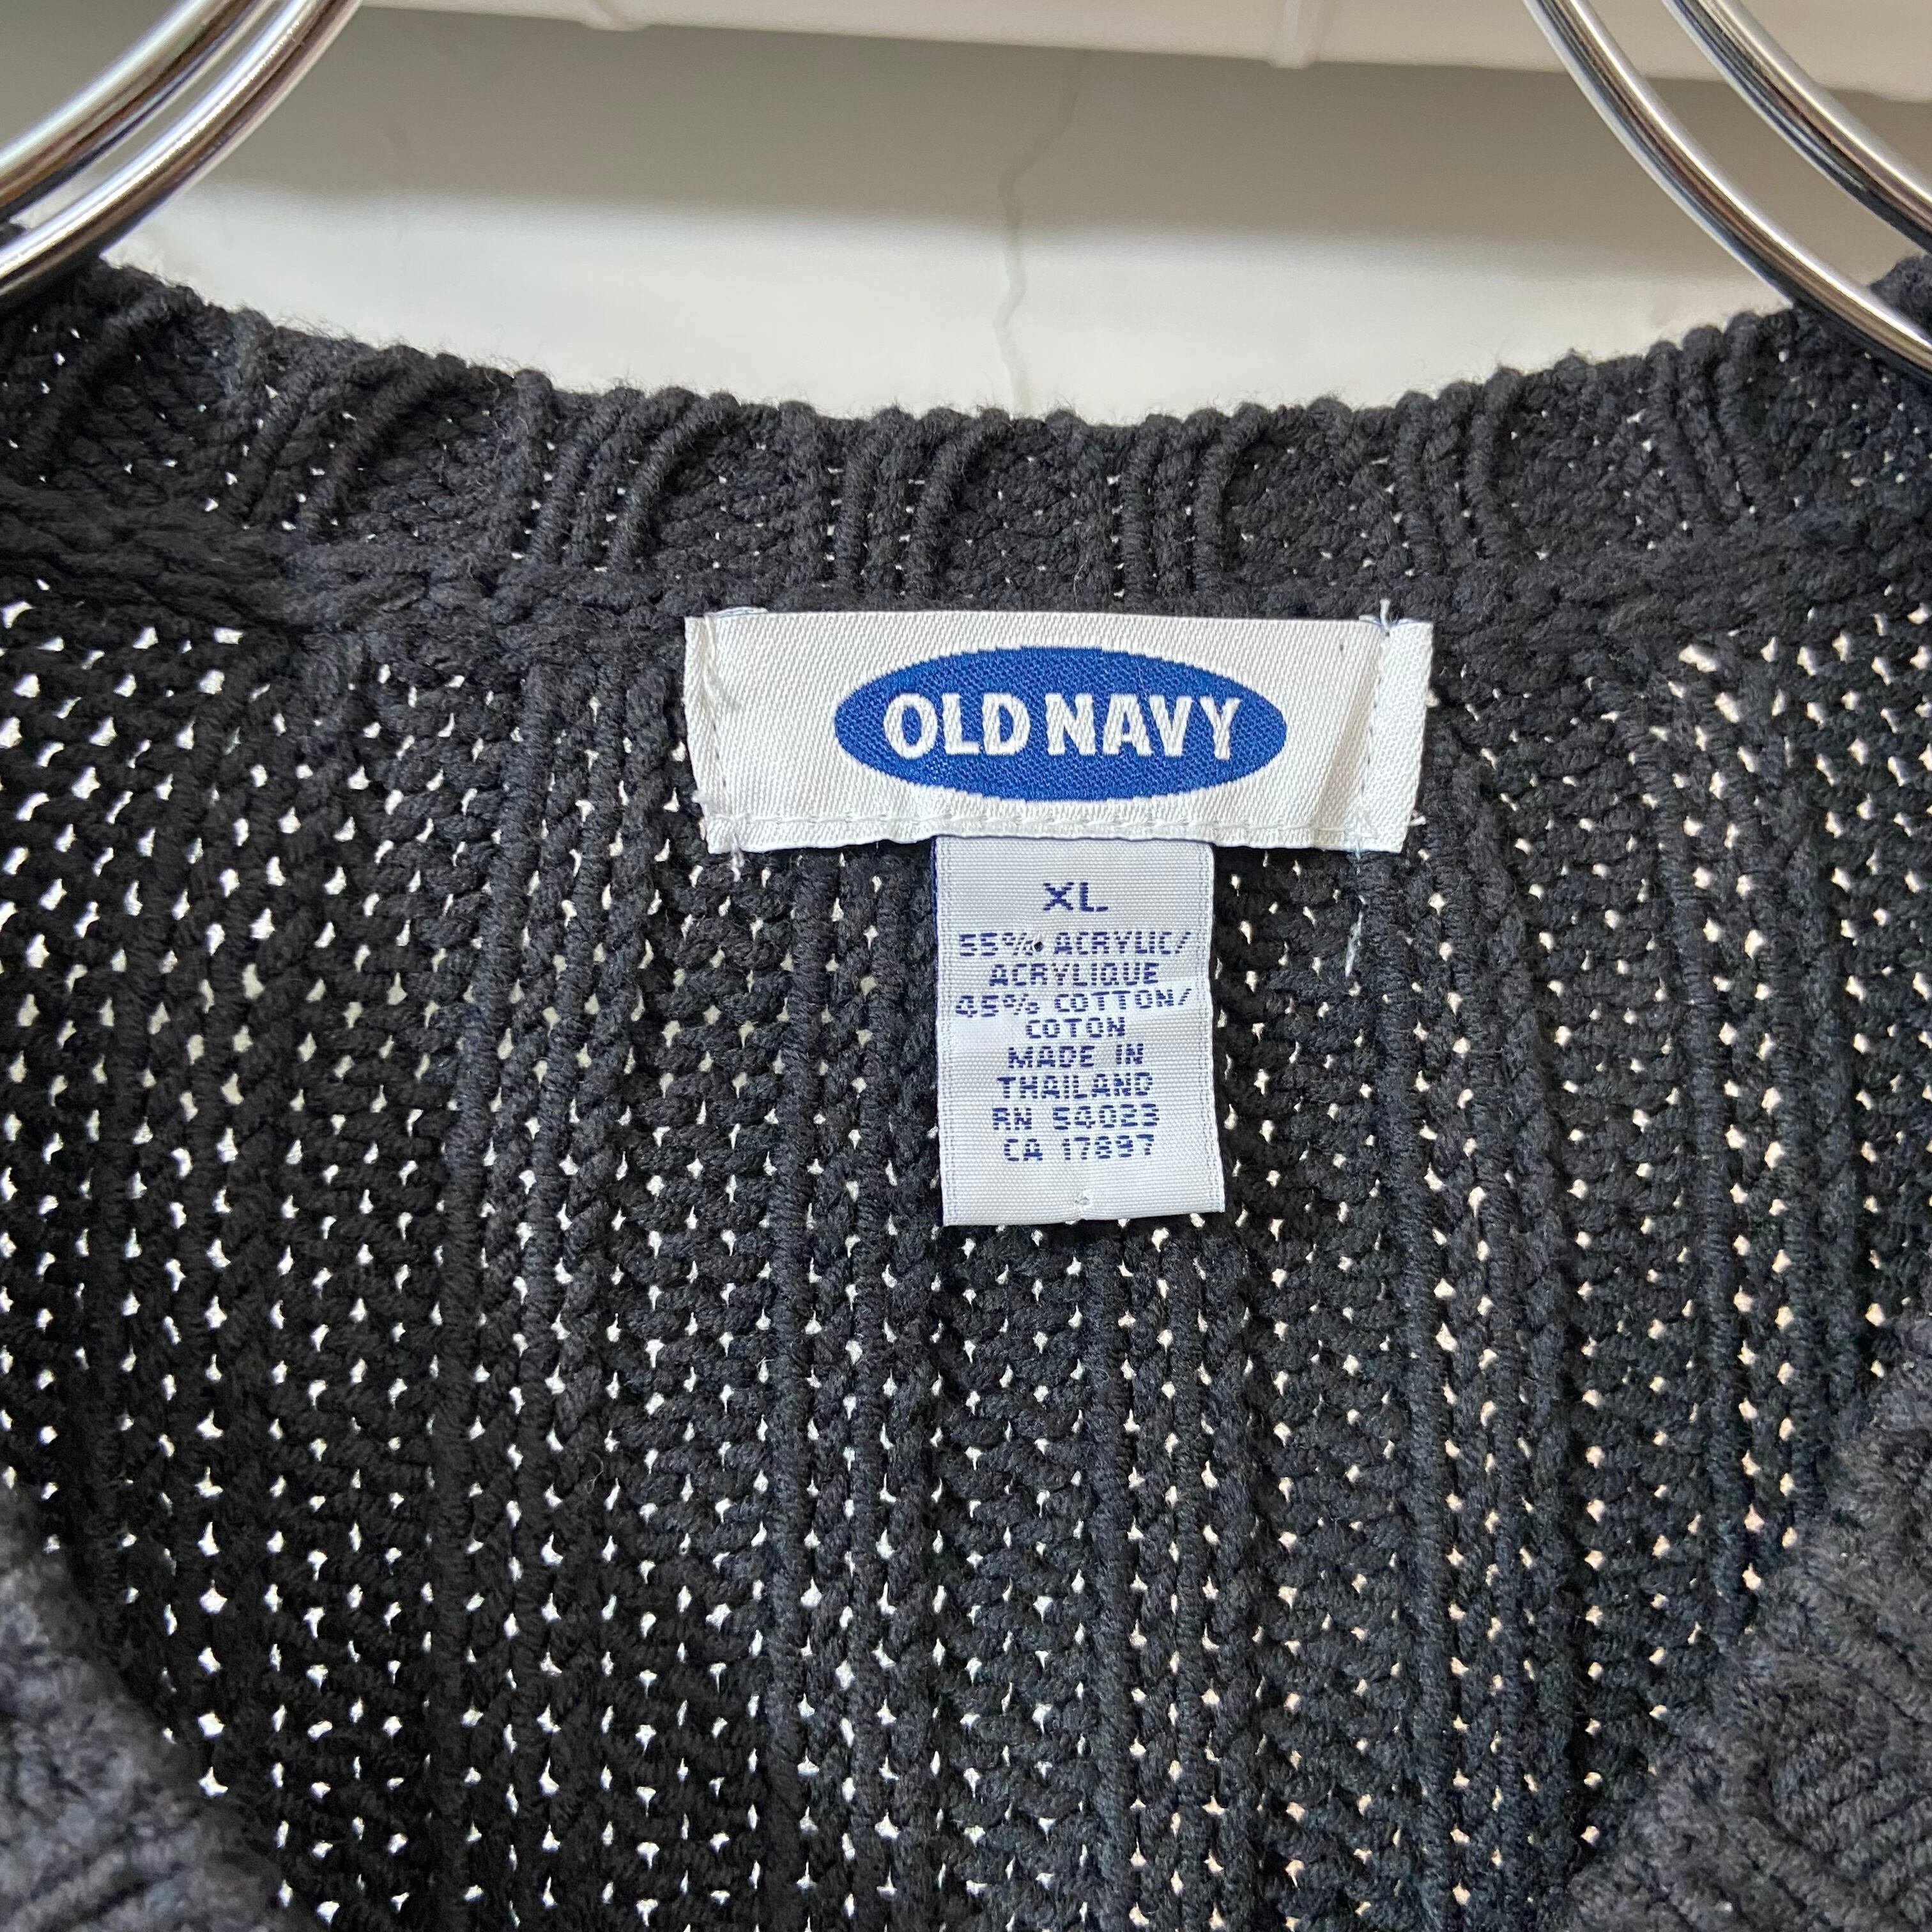 OLD NAVY
XL
55% ACRYLIC/
ACRYLIQUE
45% COTTON/
COTON
MADE IN
THAILAND
RN 54023
CA 17897